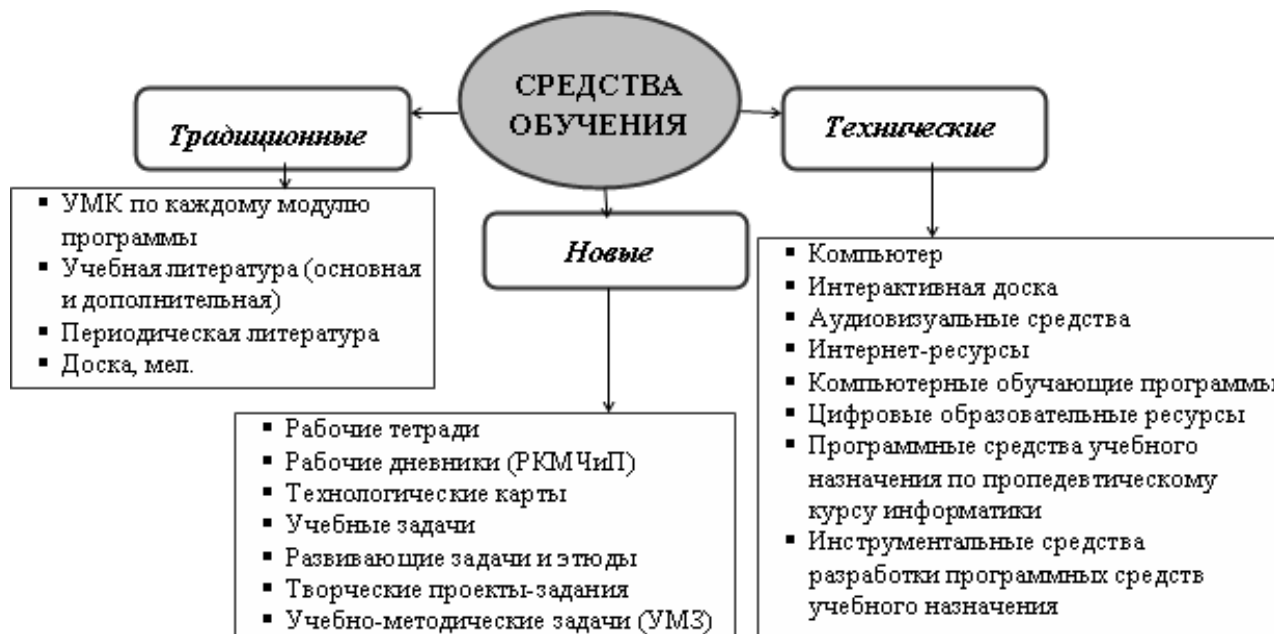 СРЕДСТВА
ОБУЧЕНИЯ
Традиционные
▪ УМК по каждому модулю
программы
▪ Учебная литература (основная
и дополнительная)
▪ Периодическая литература
▪ Доска, мел.
Новые
▪ Рабочие тетради
▪ Рабочие дневники (РКМЧиП)
▪ Технологические карты
▪ Учебные задачи
▪ Развивающие задачи и этюды
▪ Творческие проекты-задания
▪ Учебно-методические задачи (УМЗ)
Технические
▪ Компьютер
▪ Интерактивная доска
▪ Аудиовизуальные средства
▪ Интернет-ресурсы
▪ Компьютерные обучающие программы
▪ Цифровые образовательные ресурсы
▪ Программные средства учебного
назначения по пропедевтическому
курсу информатики
▪ Инструментальные средства
разработки программных средств
учебного назначения